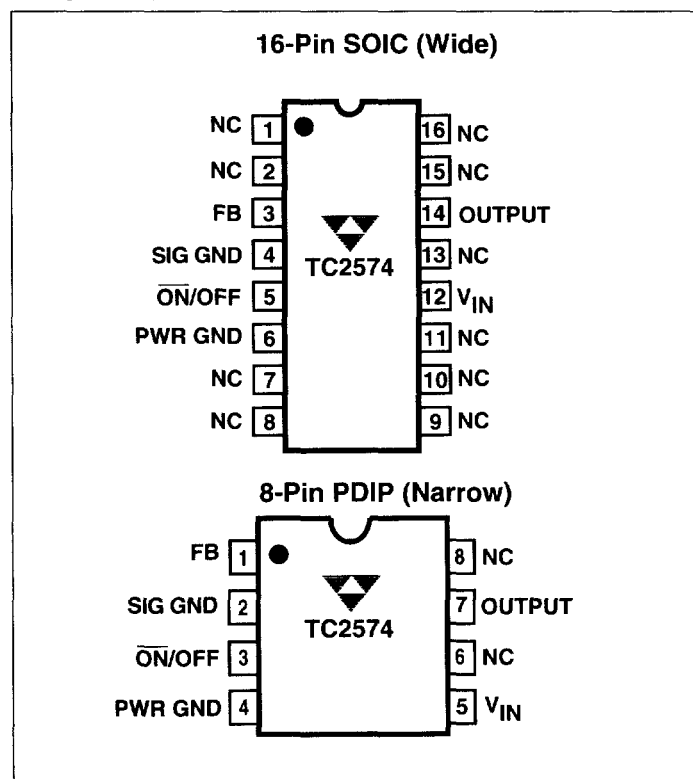 16-Pin SOIC (Wide)
NC 1 16 NC
NC 2 15 NC
FB 3 14 OUTPUT
SIG GND 4 13 NC
TC2574
O̅N̅/OFF 5 12 VIN
PWR GND 6 11 NC
NC 7 10 NC
NC 8 9 NC
8-Pin PDIP (Narrow)
FB 1 8 NC
SIG GND 2 7 OUTPUT
TC2574
O̅N̅/OFF 3 6 NC
PWR GND 4 5 VIN